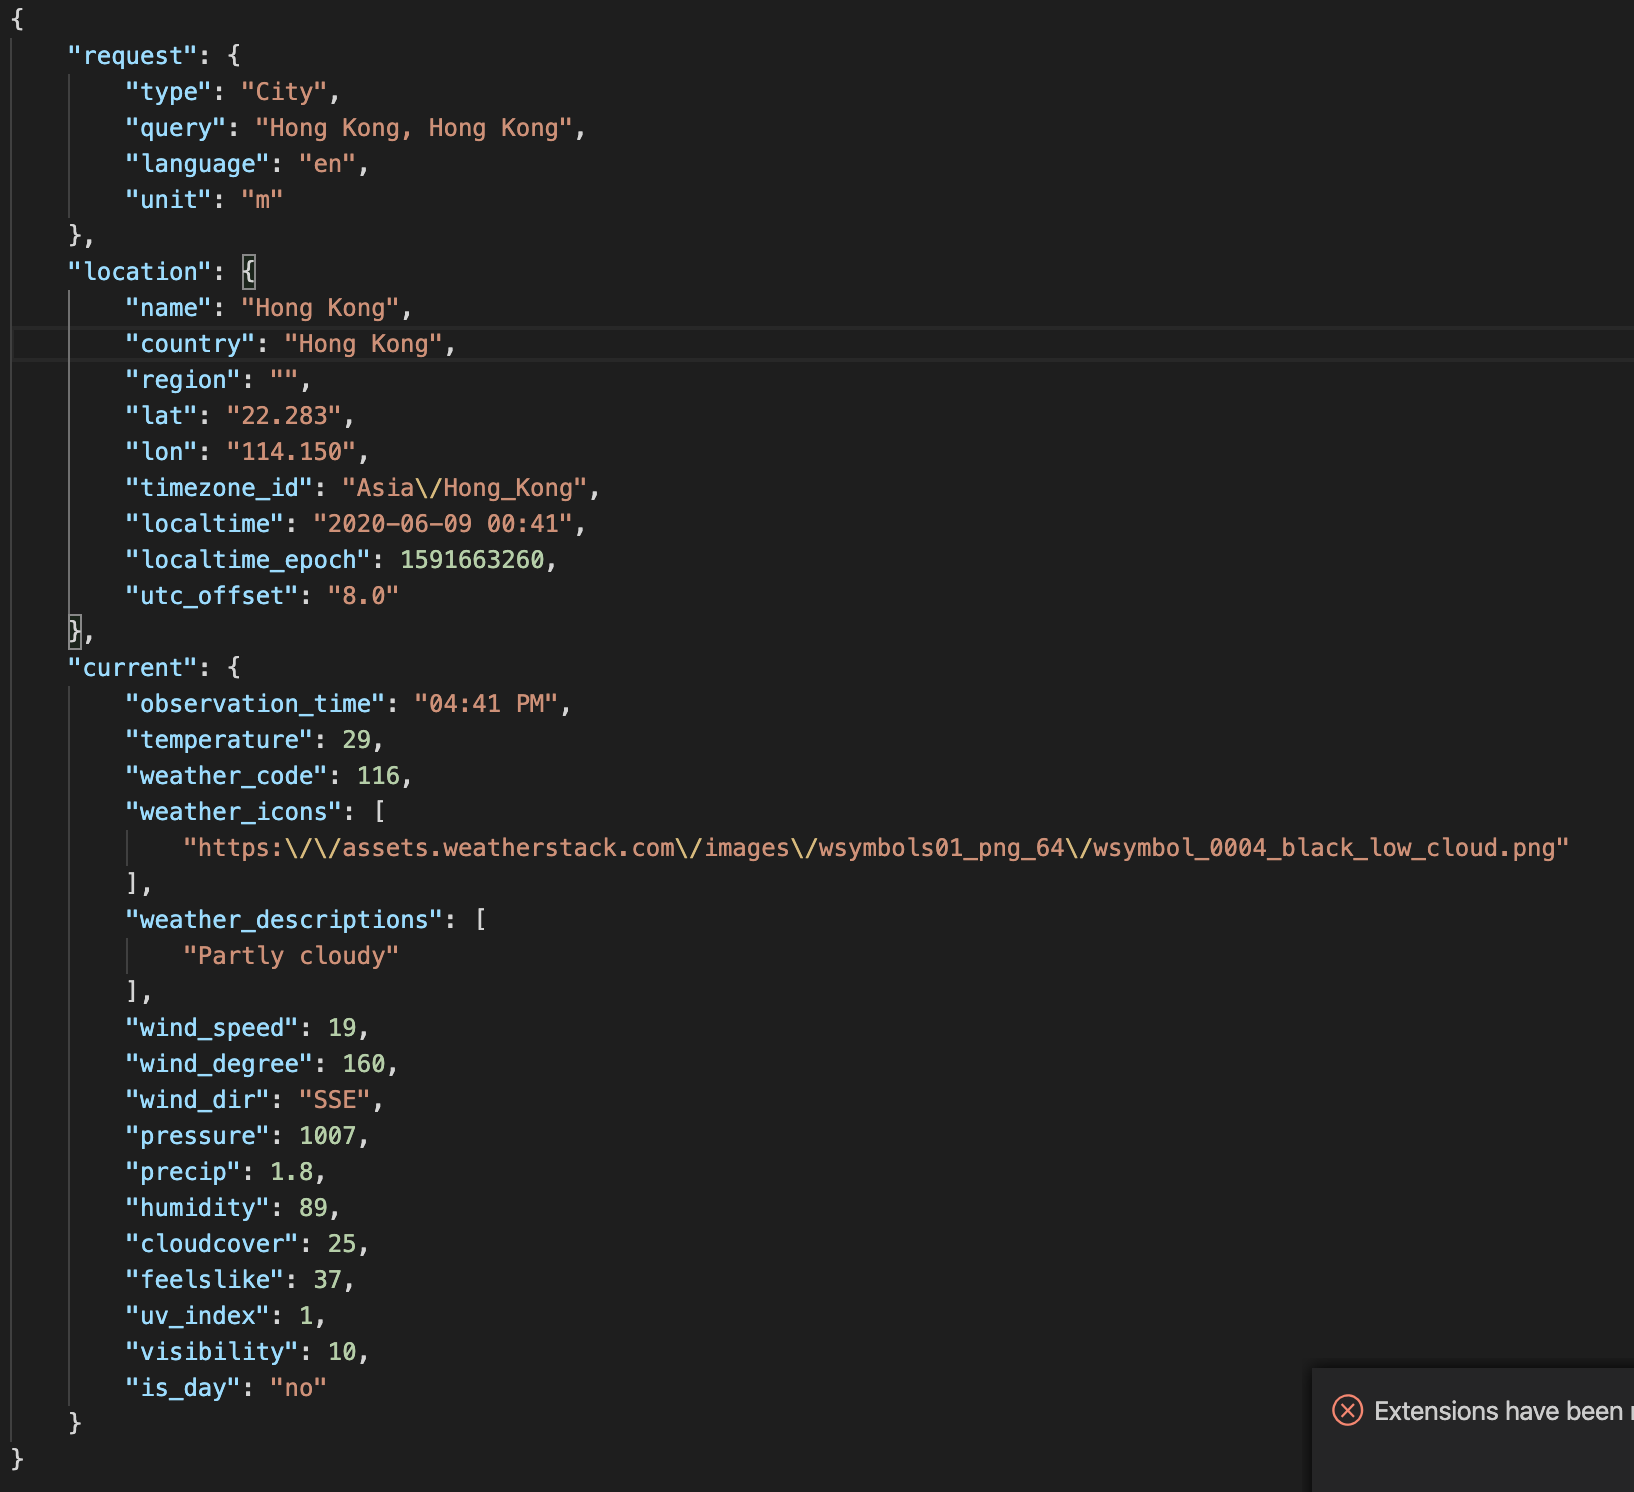 {
    "request": {
        "type": "City",
        "query": "Hong Kong, Hong Kong",
        "language": "en",
        "unit": "m"
    },
    "location": {
        "name": "Hong Kong",
        "country": "Hong Kong",
        "region": "",
        "lat": "22.283",
        "lon": "114.150",
        "timezone_id": "Asia\/Hong_Kong",
        "localtime": "2020-06-09 00:41",
        "localtime_epoch": 1591663260,
        "utc_offset": "8.0"
    },
    "current": {
        "observation_time": "04:41 PM",
        "temperature": 29,
        "weather_code": 116,
        "weather_icons": [
            "https:\/\/assets.weatherstack.com\/images\/wsymbols01_png_64\/wsymbol_0004_black_low_cloud.png"
        ],
        "weather_descriptions": [
            "Partly cloudy"
        ],
        "wind_speed": 19,
        "wind_degree": 160,
        "wind_dir": "SSE",
        "pressure": 1007,
        "precip": 1.8,
        "humidity": 89,
        "cloudcover": 25,
        "feelslike": 37,
        "uv_index": 1,
        "visibility": 10,
        "is_day": "no"
    }
}
Extensions have been